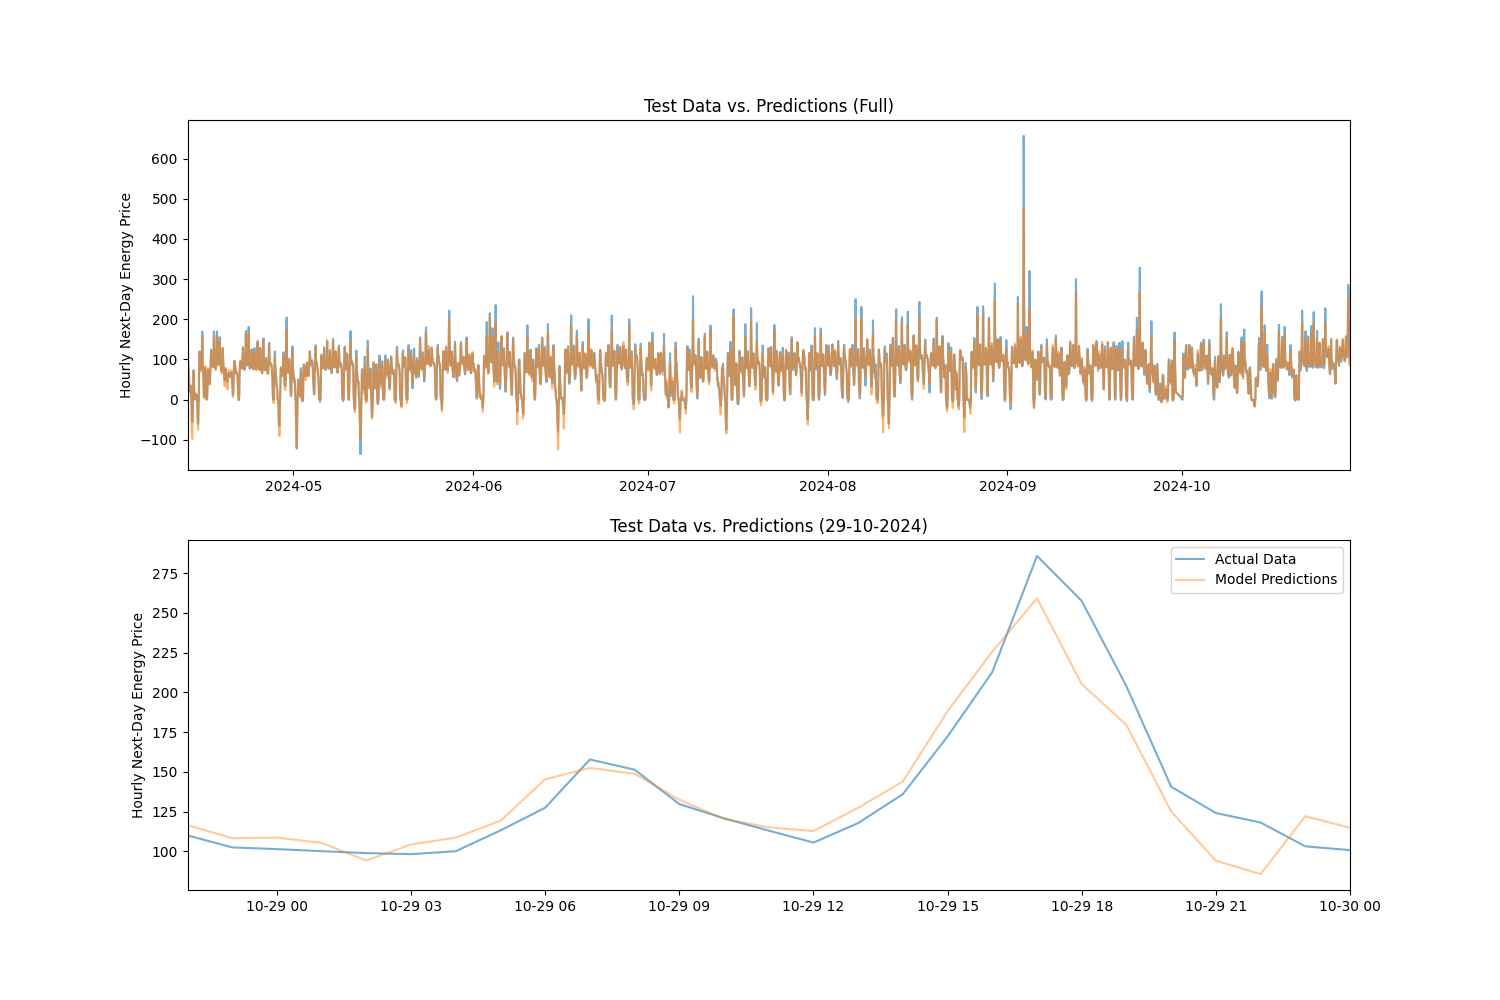 Test Data vs. Predictions (Full)
Hourly Next-Day Energy Price
600
500
400
300
200
100
0
−100
2024-05 2024-06 2024-07 2024-08 2024-09 2024-10
Test Data vs. Predictions (29-10-2024)
Hourly Next-Day Energy Price
275
250
225
200
175
150
125
100
Actual Data
Model Predictions
10-29 00 10-29 03 10-29 06 10-29 09 10-29 12 10-29 15 10-29 18 10-29 21 10-30 00